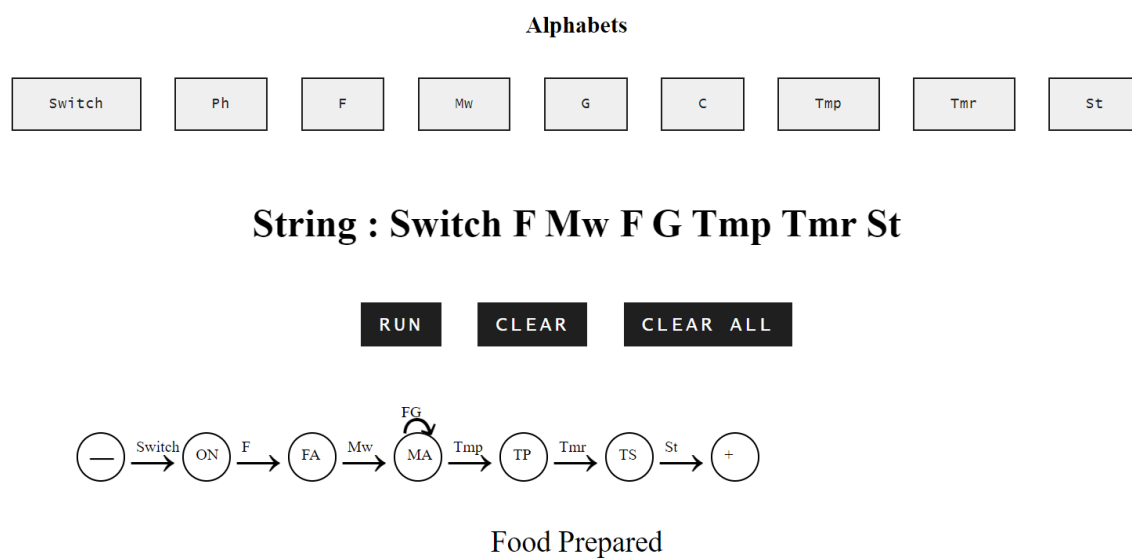 Alphabets
Switch Ph F Mw G C Tmp Tmr St
String : Switch F Mw F G Tmp Tmr St
RUN CLEAR CLEAR ALL
FG
Switch F Mw Tmp Tmr St
— ON FA MA TP TS +
Food Prepared